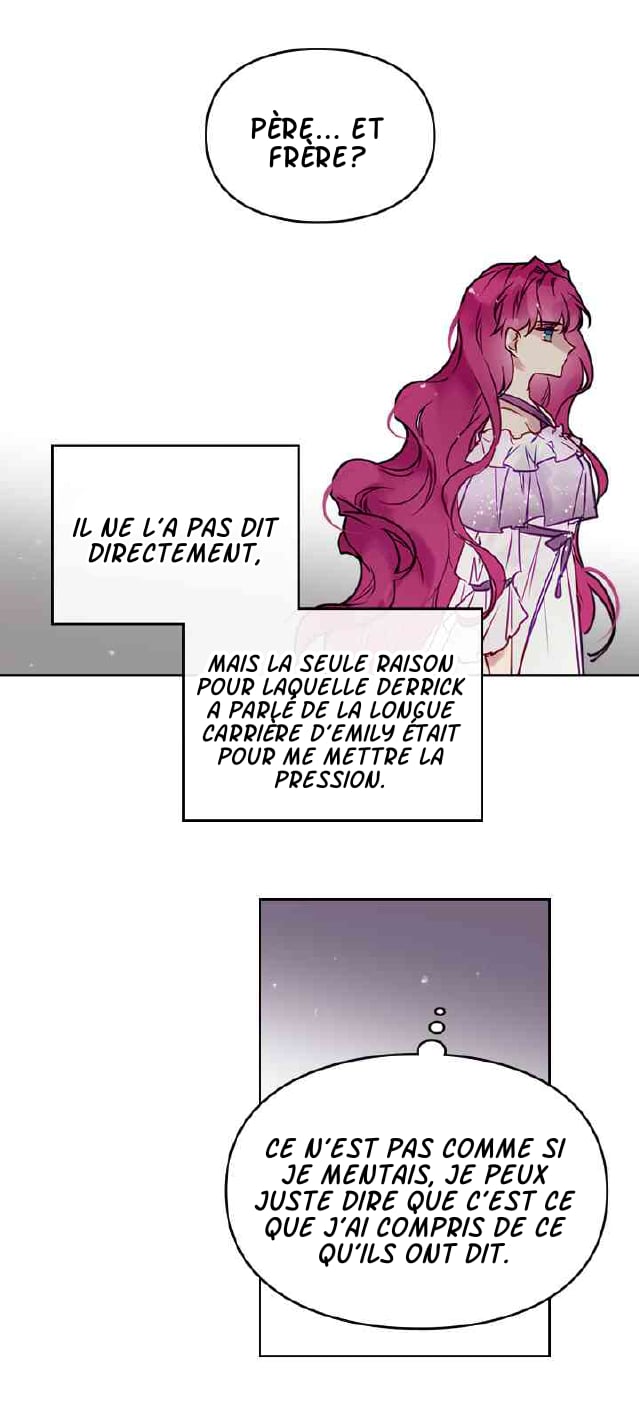 PÈRE... ET
FRÈRE?
IL NE L'A PAS DIT
DIRECTEMENT,
MAIS LA SEULE RAISON
POUR LAQUELLE DERRICK
A PARLÉ DE LA LONGUE
CARRIÈRE D'EMILY ÉTAIT
POUR ME METTRE LA
PRESSION.
CE N'EST PAS COMME SI
JE MENTAIS, JE PEUX
JUSTE DIRE QUE C'EST CE
QUE J'AI COMPRIS DE CE
QU'ILS ONT DIT.